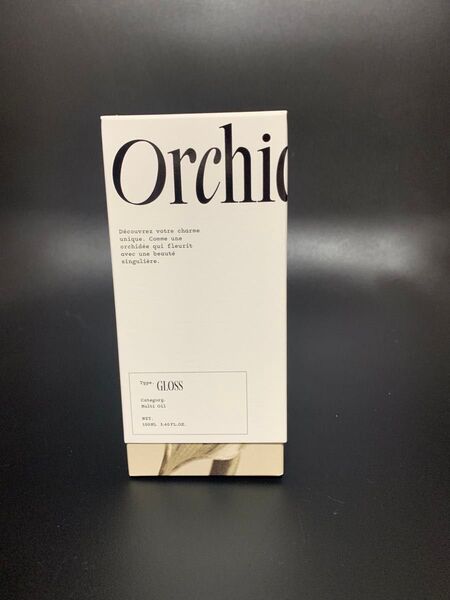 Orchid
Découvrez votre charme
unique. Comme une
orchidée qui fleurit
avec une beauté
singulière.
Type. GLOSS
Category.
Multi Oil
NET.
100ML 3.40 FL.OZ.